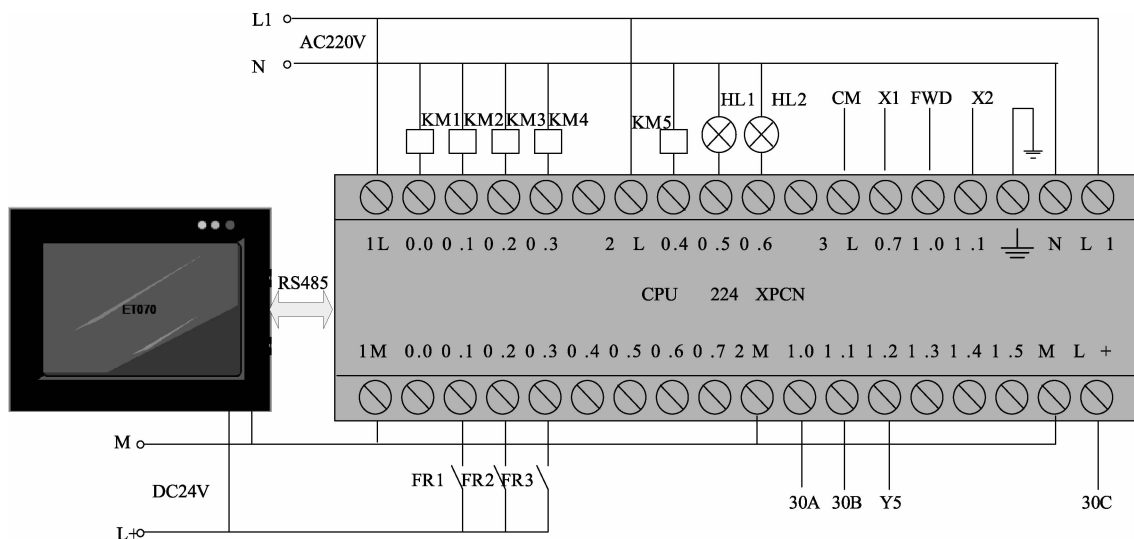 L1
AC220V
N
KM1 KM2 KM3 KM4 KM5 HL1 HL2 CM X1 FWD X2
1L 0.0 0.1 0.2 0.3 2 L 0.4 0.5 0.6 3 L 0.7 1.0 1.1 N L 1
RS485
CPU 224 XPCN
ET070
1M 0.0 0.1 0.2 0.3 0.4 0.5 0.6 0.7 2 M 1.0 1.1 1.2 1.3 1.4 1.5 M L +
M
FR1 FR2 FR3
DC24V
30A 30B Y5 30C
L+